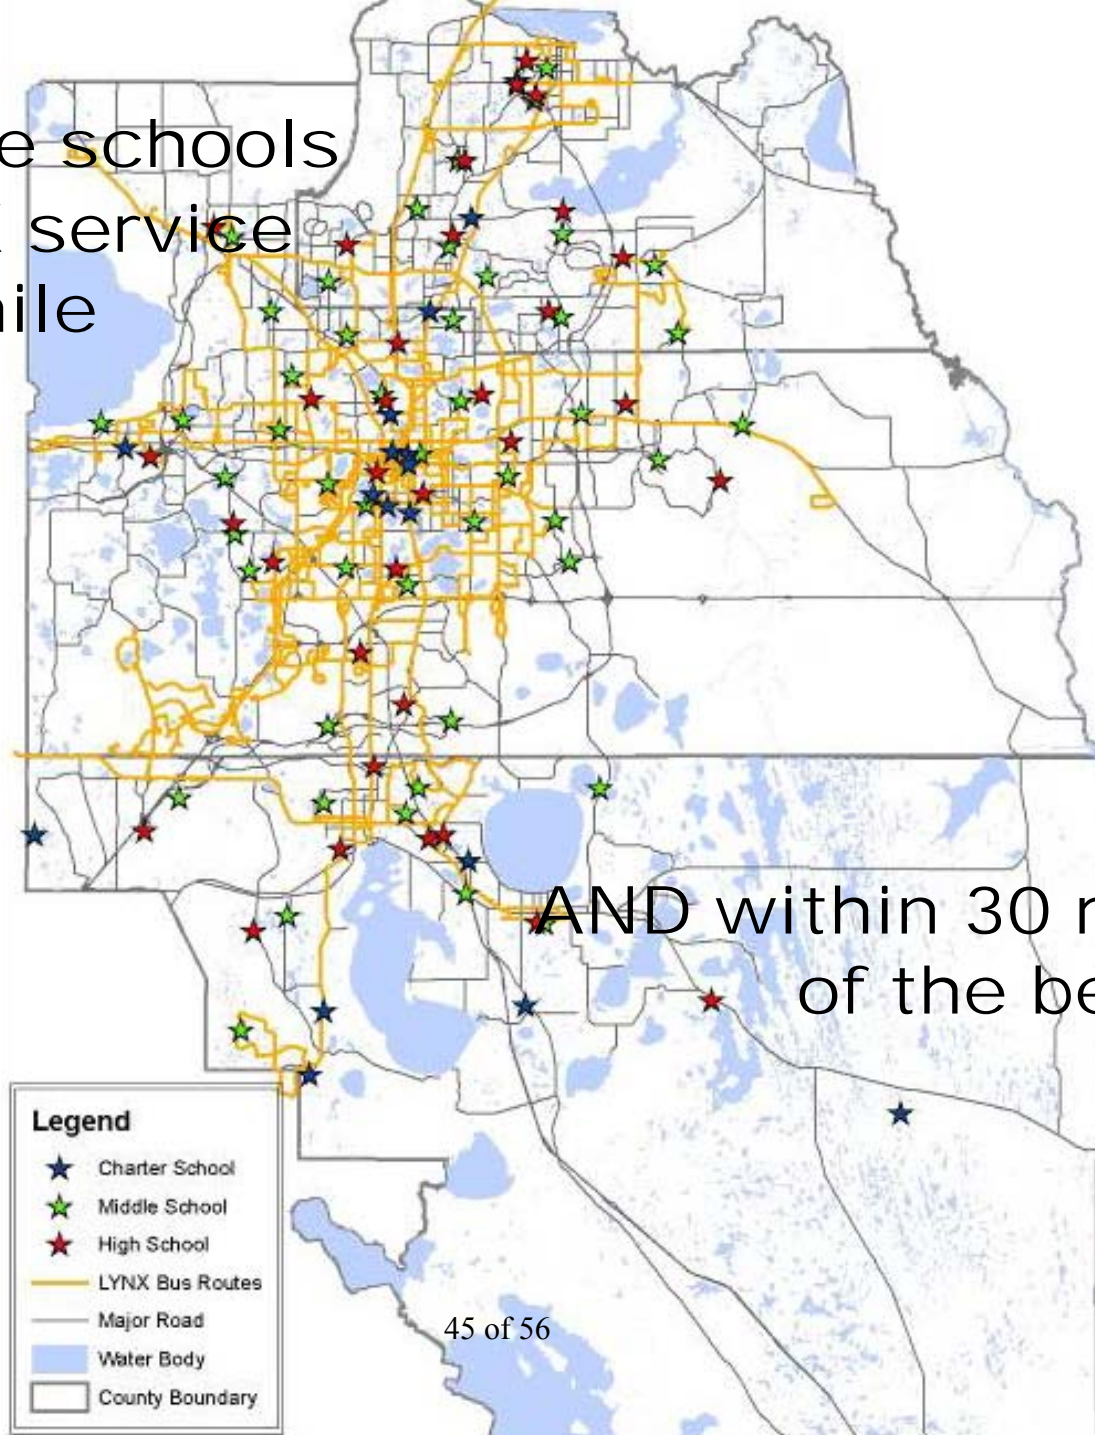 e schools
service
ile
AND within 30
of the be
Legend
Charter School
Middle School
High School
LYNX Bus Routes
Major Road
Water Body
County Boundary
45 of 56